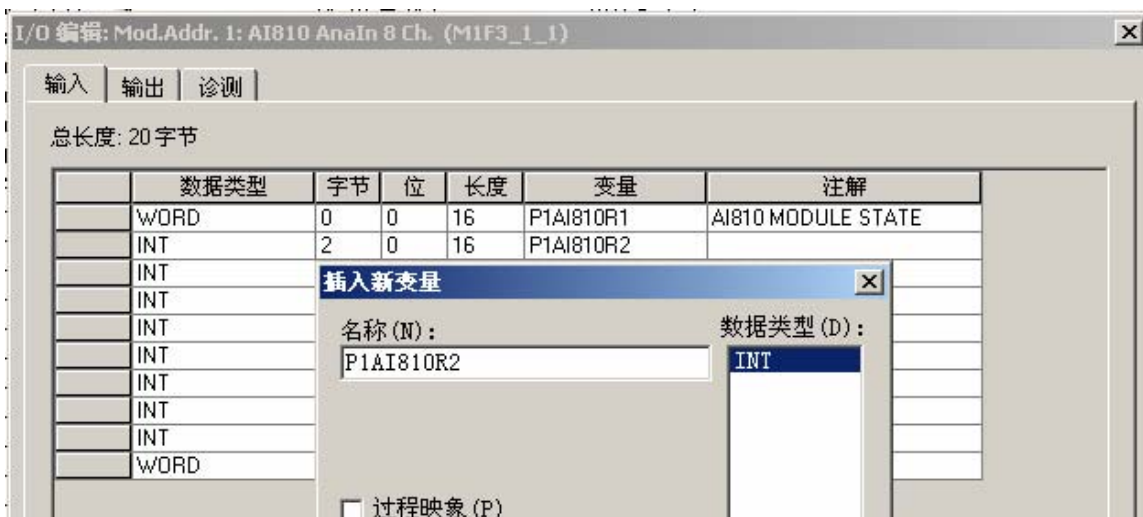 I/O 编辑: Mod.Addr. 1: AI810 AnaIn 8 Ch. (M1F3_1_1)
输入 输出 诊测
总长度: 20字节
数据类型 字节 位 长度 变量 注解
WORD 0 0 16 P1AI810R1 AI810 MODULE STATE
INT 2 0 16 P1AI810R2
INT
INT
INT
INT
INT
INT
INT
WORD
插入新变量
名称(N): 数据类型(D):
P1AI810R2 INT
过程映象(P)